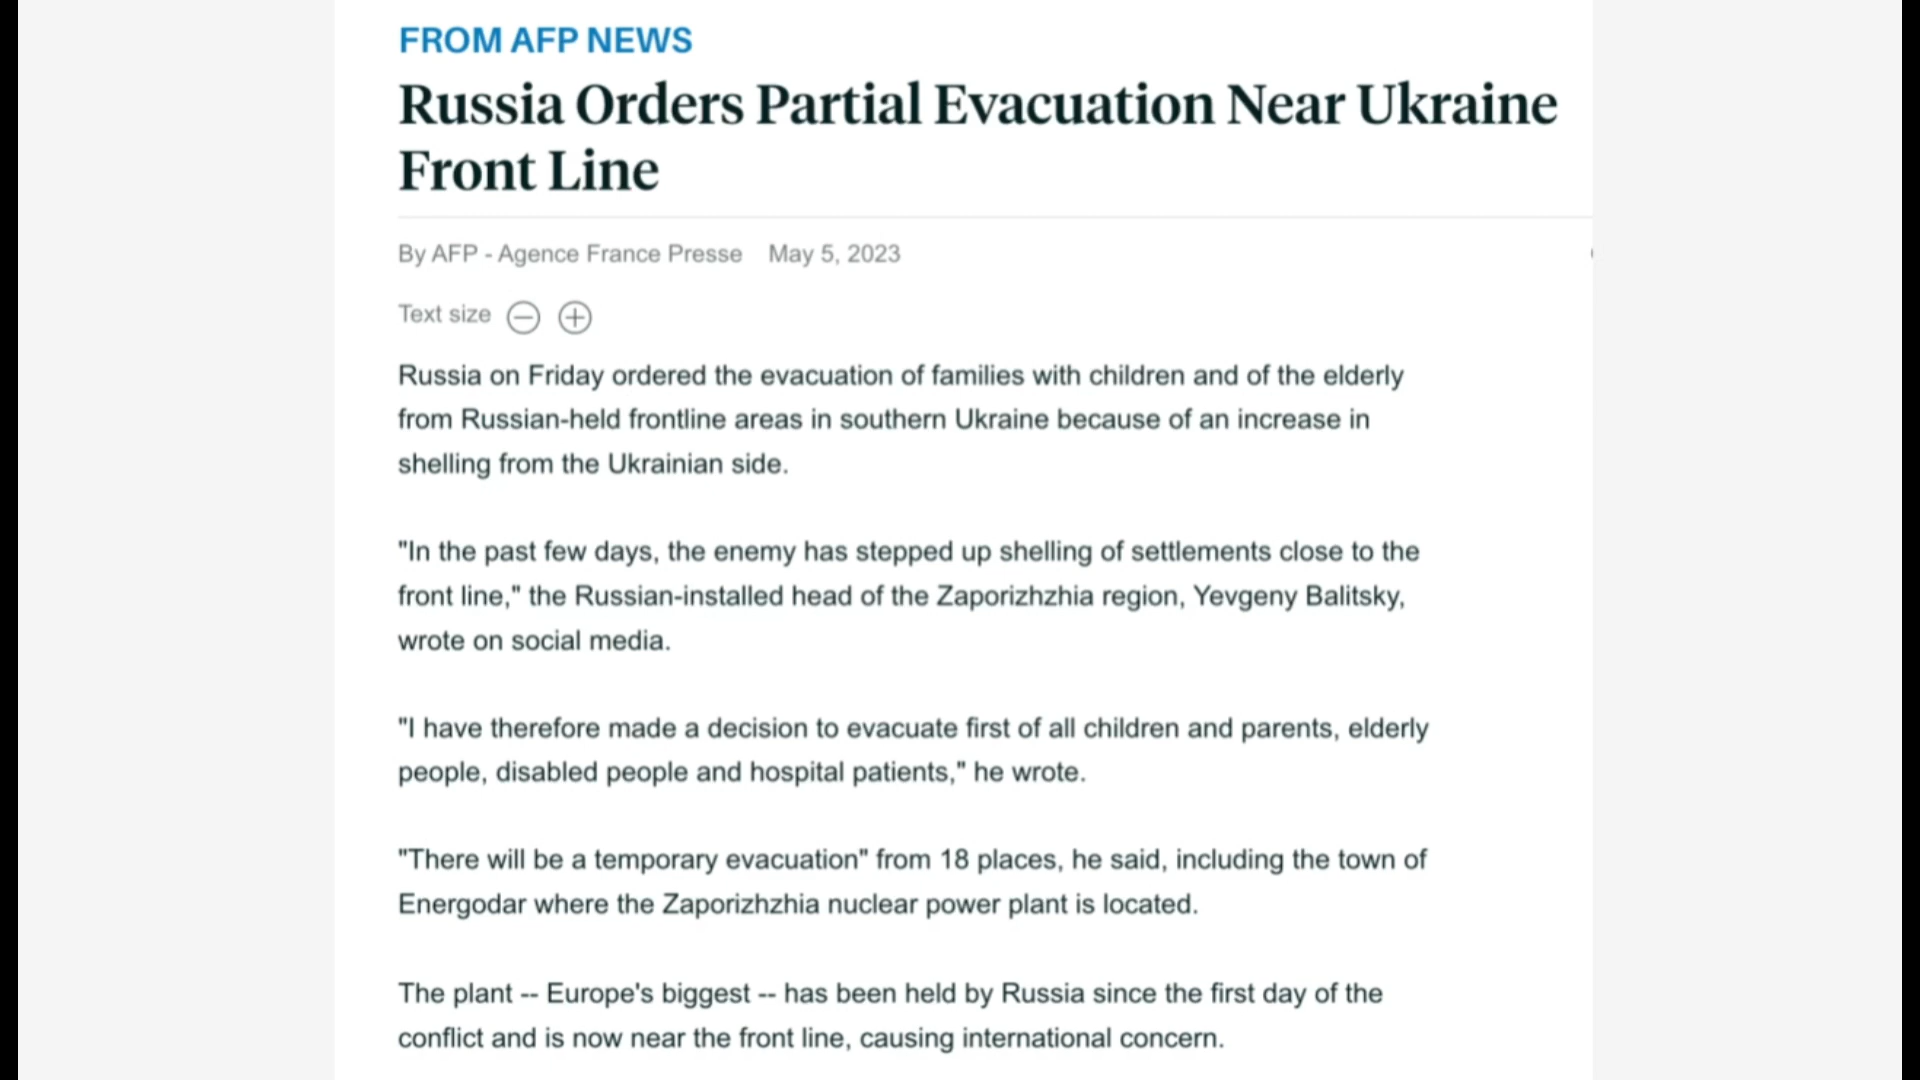 FROM AFP NEWS
Russia Orders Partial Evacuation Near Ukraine
Front Line
By AFP - Agence France Presse May 5, 2023
Text size
Russia on Friday ordered the evacuation of families with children and of the elderly
from Russian-held frontline areas in southern Ukraine because of an increase in
shelling from the Ukrainian side.
"In the past few days, the enemy has stepped up shelling of settlements close to the
front line," the Russian-installed head of the Zaporizhzhia region, Yevgeny Balitsky,
wrote on social media.
"I have therefore made a decision to evacuate first of all children and parents, elderly
people, disabled people and hospital patients," he wrote.
"There will be a temporary evacuation" from 18 places, he said, including the town of
Energodar where the Zaporizhzhia nuclear power plant is located.
The plant -- Europe's biggest -- has been held by Russia since the first day of the
conflict and is now near the front line, causing international concern.